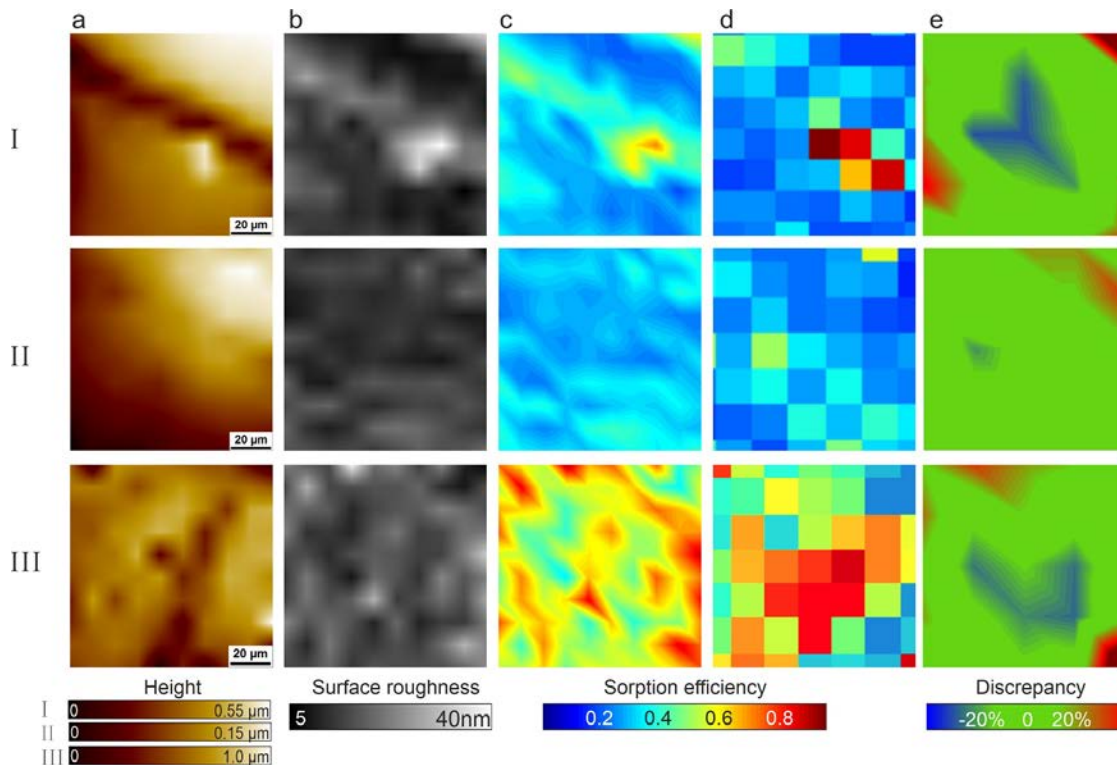 a b c d e
I
20 µm
II
20 µm
III
20 µm
Height Surface roughness Sorption efficiency Discrepancy
I 0 0.55 µm
II 0 0.15 µm
III 0 1.0 µm
5 40nm
0.2 0.4 0.6 0.8
-20% 0 20%